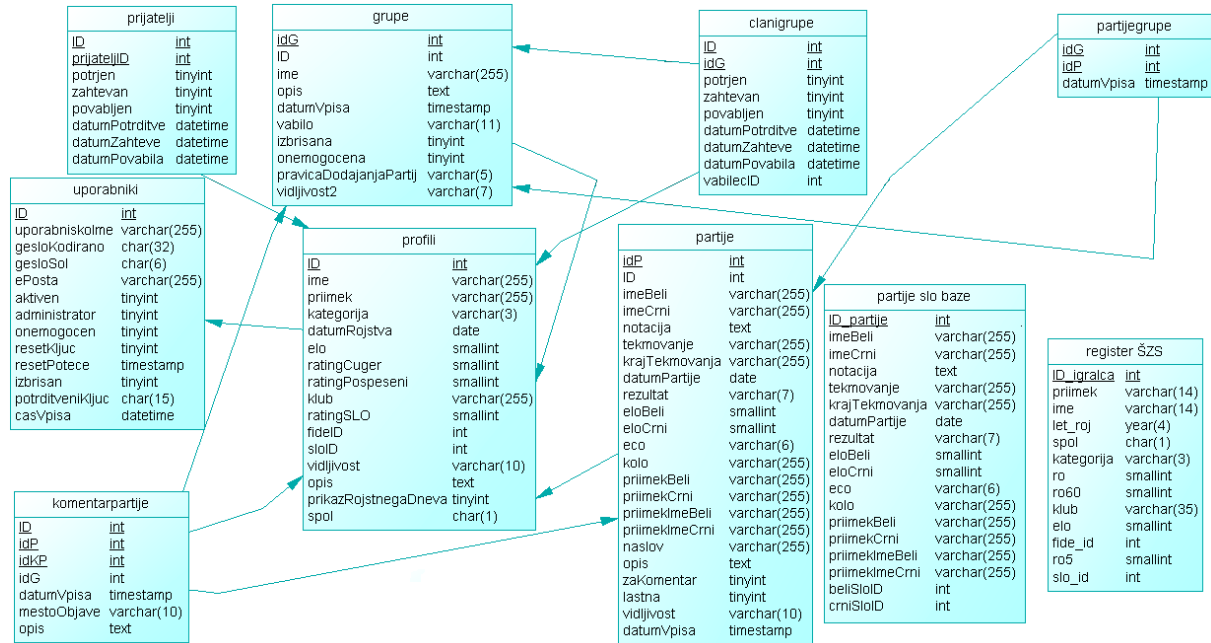 prijatelji
ID int
prijateljID int
potrjen tinyint
zahtevan tinyint
povabljen tinyint
datumPotrditve datetime
datumZahteve datetime
datumPovabila datetime
grupe
idG int
ID int
ime varchar(255)
opis text
datumVpisa timestamp
vabilo varchar(11)
izbrisana tinyint
onemogocena tinyint
pravicaDodajanjaPartij varchar(5)
vidljivost2 varchar(7)
clanigrupe
ID int
idG int
potrjen tinyint
zahtevan tinyint
povabljen tinyint
datumPotrditve datetime
datumZahteve datetime
datumPovabila datetime
vabilecID int
partijegrupe
idG int
idP int
datumVpisa timestamp
uporabniki
ID int
uporabniskoIme varchar(255)
gesloKodirano char(32)
gesloSol char(6)
ePosta varchar(255)
aktiven tinyint
administrator tinyint
onemogocen tinyint
resetKljuc tinyint
resetPotece timestamp
izbrisan tinyint
potrditveniKljuc char(15)
casVpisa datetime
profili
ID int
ime varchar(255)
priimek varchar(255)
kategorija varchar(3)
datumRojstva date
elo smallint
ratingCuger smallint
ratingPospeseni smallint
klub varchar(255)
ratingSLO smallint
fideID int
sloID int
vidljivost varchar(10)
opis text
prikazRojstnegaDneva tinyint
spol char(1)
partije
idP int
ID int
imeBeli varchar(255)
imeCrni varchar(255)
notacija text
tekmovanje varchar(255)
krajTekmovanja varchar(255)
datumPartije date
rezultat varchar(7)
eloBeli smallint
eloCrni smallint
eco varchar(6)
kolo varchar(255)
priimekBeli varchar(255)
priimekCrni varchar(255)
priimekImeBeli varchar(255)
priimekImeCrni varchar(255)
naslov varchar(255)
opis text
zaKomentar tinyint
lastna tinyint
vidljivost varchar(10)
datumVpisa timestamp
partije slo baze
ID_partije int
imeBeli varchar(255)
imeCrni varchar(255)
notacija text
tekmovanje varchar(255)
krajTekmovanja varchar(255)
datumPartije date
rezultat varchar(7)
eloBeli smallint
eloCrni smallint
eco varchar(6)
kolo varchar(255)
priimekBeli varchar(255)
priimekCrni varchar(255)
priimekImeBeli varchar(255)
priimekImeCrni varchar(255)
beliSloID int
crniSloID int
register ŠZS
ID_igralca int
priimek varchar(14)
ime varchar(14)
let_roj year(4)
spol char(1)
kategorija varchar(3)
ro smallint
ro60 smallint
klub varchar(35)
elo smallint
fide_id int
ro5 smallint
slo_id int
komentarpartije
ID int
idP int
idKP int
idG int
datumVpisa timestamp
mestoObjave varchar(10)
opis text